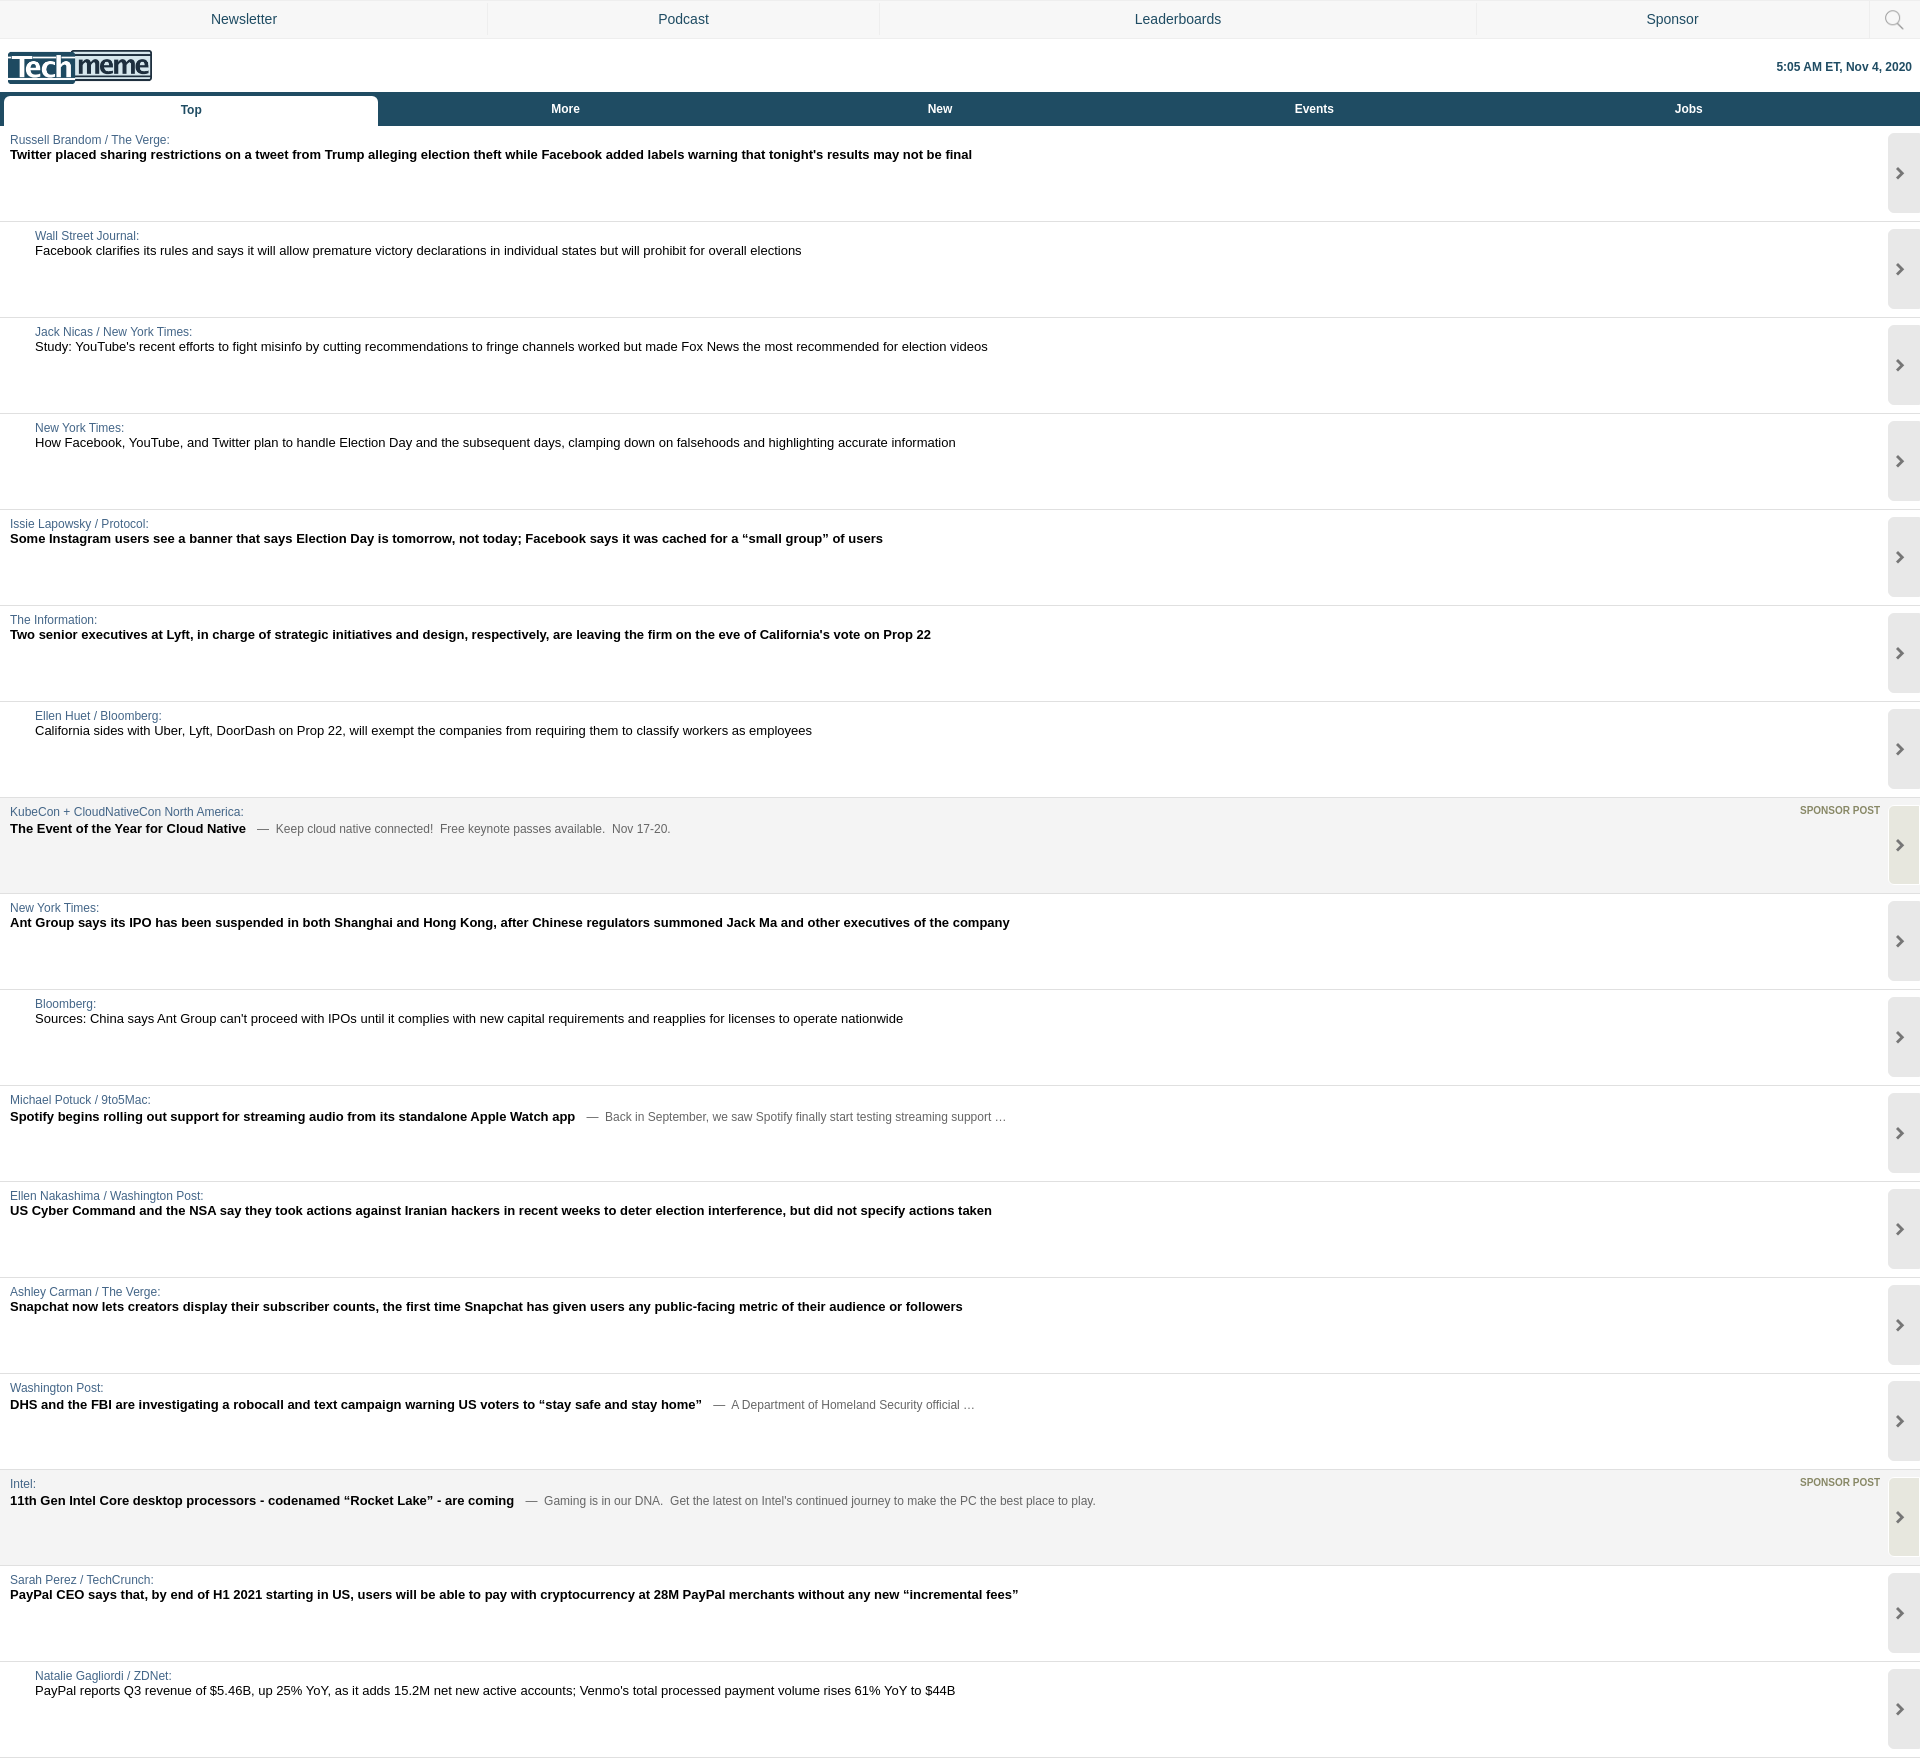 Newsletter
Podcast
Leaderboards
Sponsor
Techmeme
5:05 AM ET, Nov 4, 2020
Top
More
New
Events
Jobs
Russell Brandom / The Verge:
Twitter placed sharing restrictions on a tweet from Trump alleging election theft while Facebook added labels warning that tonight's results may not be final
Wall Street Journal:
Facebook clarifies its rules and says it will allow premature victory declarations in individual states but will prohibit for overall elections
Jack Nicas / New York Times:
Study: YouTube's recent efforts to fight misinfo by cutting recommendations to fringe channels worked but made Fox News the most recommended for election videos
New York Times:
How Facebook, YouTube, and Twitter plan to handle Election Day and the subsequent days, clamping down on falsehoods and highlighting accurate information
Issie Lapowsky / Protocol:
Some Instagram users see a banner that says Election Day is tomorrow, not today; Facebook says it was cached for a “small group” of users
The Information:
Two senior executives at Lyft, in charge of strategic initiatives and design, respectively, are leaving the firm on the eve of California's vote on Prop 22
Ellen Huet / Bloomberg:
California sides with Uber, Lyft, DoorDash on Prop 22, will exempt the companies from requiring them to classify workers as employees
KubeCon + CloudNativeCon North America:
SPONSOR POST
The Event of the Year for Cloud Native — Keep cloud native connected! Free keynote passes available. Nov 17-20.
New York Times:
Ant Group says its IPO has been suspended in both Shanghai and Hong Kong, after Chinese regulators summoned Jack Ma and other executives of the company
Bloomberg:
Sources: China says Ant Group can't proceed with IPOs until it complies with new capital requirements and reapplies for licenses to operate nationwide
Michael Potuck / 9to5Mac:
Spotify begins rolling out support for streaming audio from its standalone Apple Watch app — Back in September, we saw Spotify finally start testing streaming support …
Ellen Nakashima / Washington Post:
US Cyber Command and the NSA say they took actions against Iranian hackers in recent weeks to deter election interference, but did not specify actions taken
Ashley Carman / The Verge:
Snapchat now lets creators display their subscriber counts, the first time Snapchat has given users any public-facing metric of their audience or followers
Washington Post:
DHS and the FBI are investigating a robocall and text campaign warning US voters to “stay safe and stay home” — A Department of Homeland Security official …
Intel:
SPONSOR POST
11th Gen Intel Core desktop processors - codenamed “Rocket Lake” - are coming — Gaming is in our DNA. Get the latest on Intel's continued journey to make the PC the best place to play.
Sarah Perez / TechCrunch:
PayPal CEO says that, by end of H1 2021 starting in US, users will be able to pay with cryptocurrency at 28M PayPal merchants without any new “incremental fees”
Natalie Gagliordi / ZDNet:
PayPal reports Q3 revenue of $5.46B, up 25% YoY, as it adds 15.2M net new active accounts; Venmo's total processed payment volume rises 61% YoY to $44B